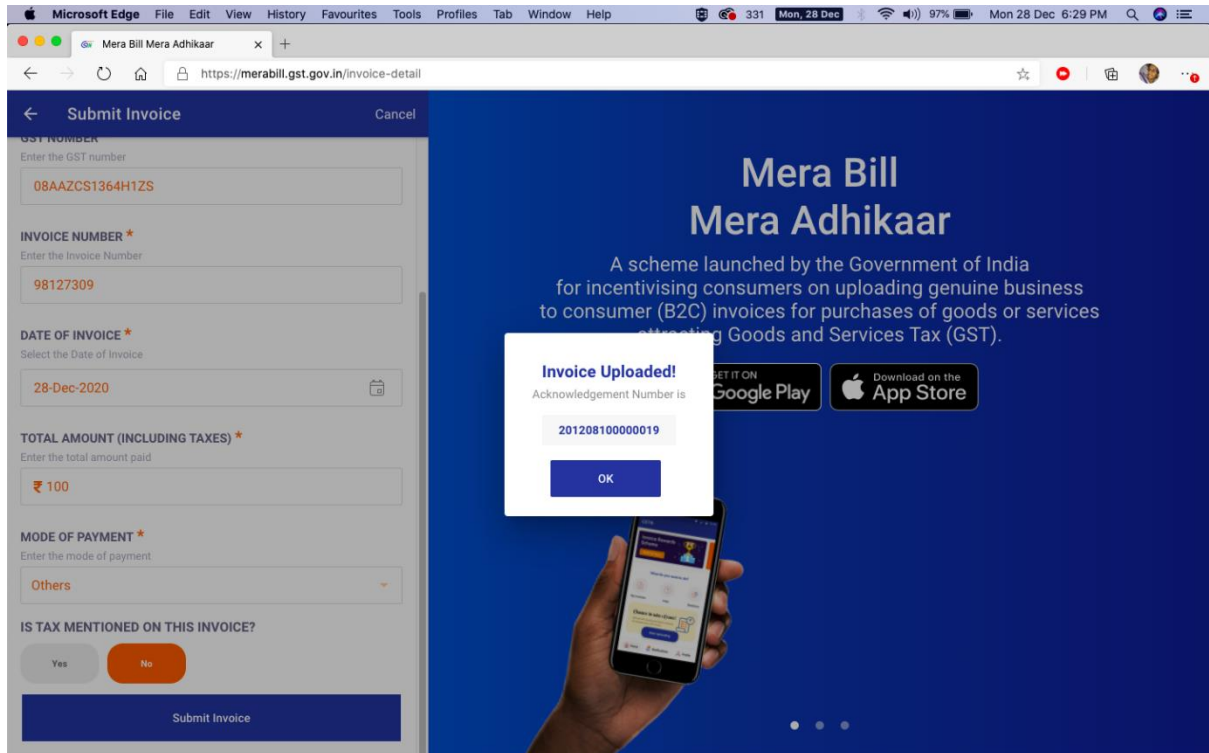 Microsoft Edge File Edit View History Favourites Tools Profiles Tab Window Help 331 Mon, 28 Dec 97% Mon 28 Dec 6:29 PM
Mera Bill Mera Adhikaar
https://merabill.gst.gov.in/invoice-detail
Submit Invoice Cancel
GST NUMBER
Enter the GST number
08AAZCS1364H1ZS
INVOICE NUMBER *
Enter the Invoice Number
98127309
DATE OF INVOICE *
Select the Date of Invoice
28-Dec-2020
TOTAL AMOUNT (INCLUDING TAXES) *
Enter the total amount paid
₹ 100
MODE OF PAYMENT *
Enter the mode of payment
Others
IS TAX MENTIONED ON THIS INVOICE?
Yes No
Submit Invoice
Mera Bill
Mera Adhikaar
A scheme launched by the Government of India
for incentivising consumers on uploading genuine business
to consumer (B2C) invoices for purchases of goods or services
attracting Goods and Services Tax (GST).
GET IT ON
Google Play
Download on the
App Store
Invoice Uploaded!
Acknowledgement Number is
201208100000019
OK